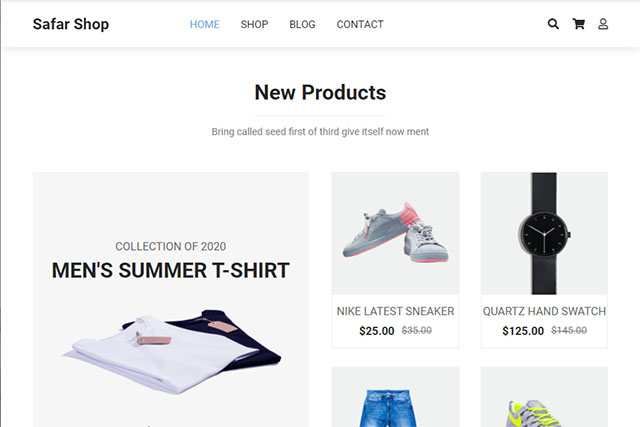 Safar Shop
HOME SHOP BLOG CONTACT
New Products
Bring called seed first of third give itself now ment
COLLECTION OF 2020
MEN'S SUMMER T-SHIRT
NIKE LATEST SNEAKER
$25.00 $35.00
QUARTZ HAND SWATCH
$125.00 $145.00